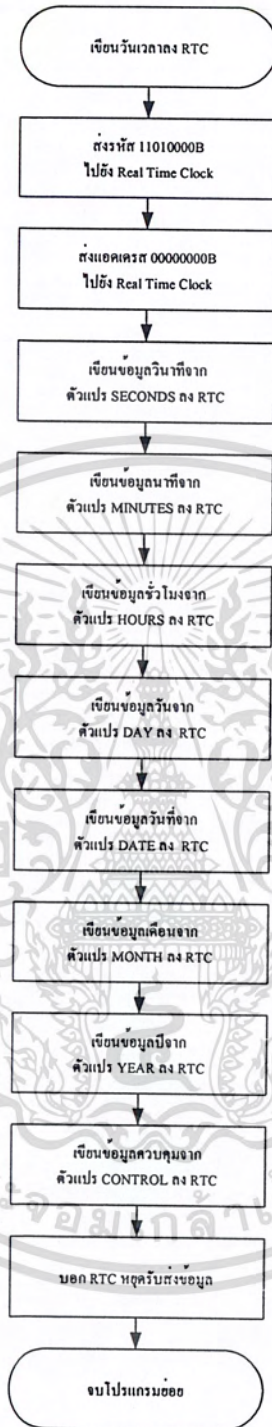 เขียนวันเวลาลง RTC
ส่งรหัส 11010000B
ไปยัง Real Time Clock
ส่งแอดเดรส 00000000B
ไปยัง Real Time Clock
เขียนข้อมูลวินาทีจาก
ตัวแปร SECONDS ลง RTC
เขียนข้อมูลนาทีจาก
ตัวแปร MINUTES ลง RTC
เขียนข้อมูลชั่วโมงจาก
ตัวแปร HOURS ลง RTC
เขียนข้อมูลวันจาก
ตัวแปร DAY ลง RTC
เขียนข้อมูลวันที่จาก
ตัวแปร DATE ลง RTC
เขียนข้อมูลเดือนจาก
ตัวแปร MONTH ลง RTC
เขียนข้อมูลปีจาก
ตัวแปร YEAR ลง RTC
เขียนข้อมูลควบคุมจาก
ตัวแปร CONTROL ลง RTC
บอก RTC หยุดรับส่งข้อมูล
จบโปรแกรมย่อย